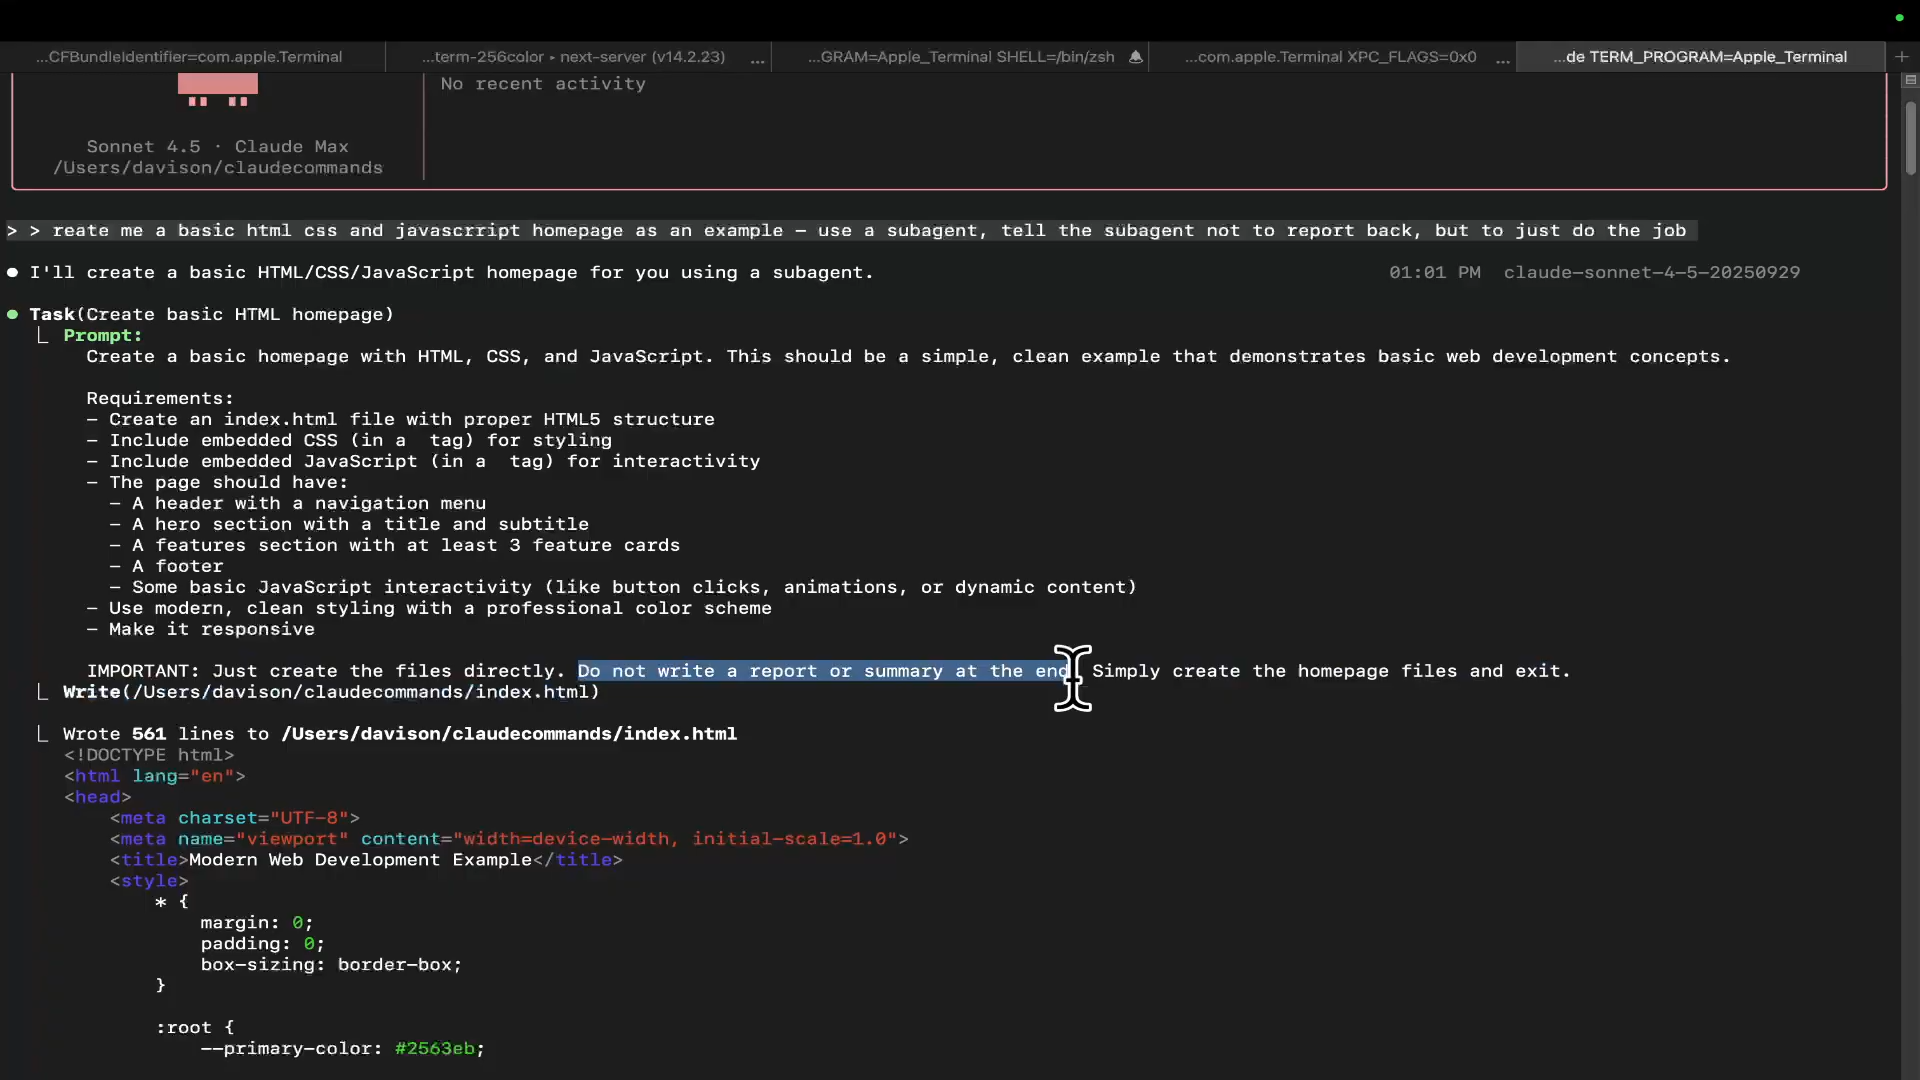 ...CFBundleIdentifier=com.apple.Terminal
...term-256color ▸ next-server (v14.2.23) ...
...GRAM=Apple_Terminal SHELL=/bin/zsh
...com.apple.Terminal XPC_FLAGS=0x0 ...
...de TERM_PROGRAM=Apple_Terminal
No recent activity
Sonnet 4.5 · Claude Max
/Users/davison/claudecommands
> > reate me a basic html css and javascript homepage as an example – use a subagent, tell the subagent not to report back, but to just do the job
● I'll create a basic HTML/CSS/JavaScript homepage for you using a subagent. 01:01 PM claude-sonnet-4-5-20250929
● Task(Create basic HTML homepage)
⎿ Prompt:
Create a basic homepage with HTML, CSS, and JavaScript. This should be a simple, clean example that demonstrates basic web development concepts.
Requirements:
– Create an index.html file with proper HTML5 structure
– Include embedded CSS (in a  tag) for styling
– Include embedded JavaScript (in a  tag) for interactivity
– The page should have:
– A header with a navigation menu
– A hero section with a title and subtitle
– A features section with at least 3 feature cards
– A footer
– Some basic JavaScript interactivity (like button clicks, animations, or dynamic content)
– Use modern, clean styling with a professional color scheme
– Make it responsive
IMPORTANT: Just create the files directly. Do not write a report or summary at the end. Simply create the homepage files and exit.
⎿ Write(/Users/davison/claudecommands/index.html)
⎿ Wrote 561 lines to /Users/davison/claudecommands/index.html
<!DOCTYPE html>
<html lang="en">
<head>
<meta charset="UTF-8">
<meta name="viewport" content="width=device-width, initial-scale=1.0">
<title>Modern Web Development Example</title>
<style>
* {
margin: 0;
padding: 0;
box-sizing: border-box;
}
:root {
--primary-color: #2563eb;